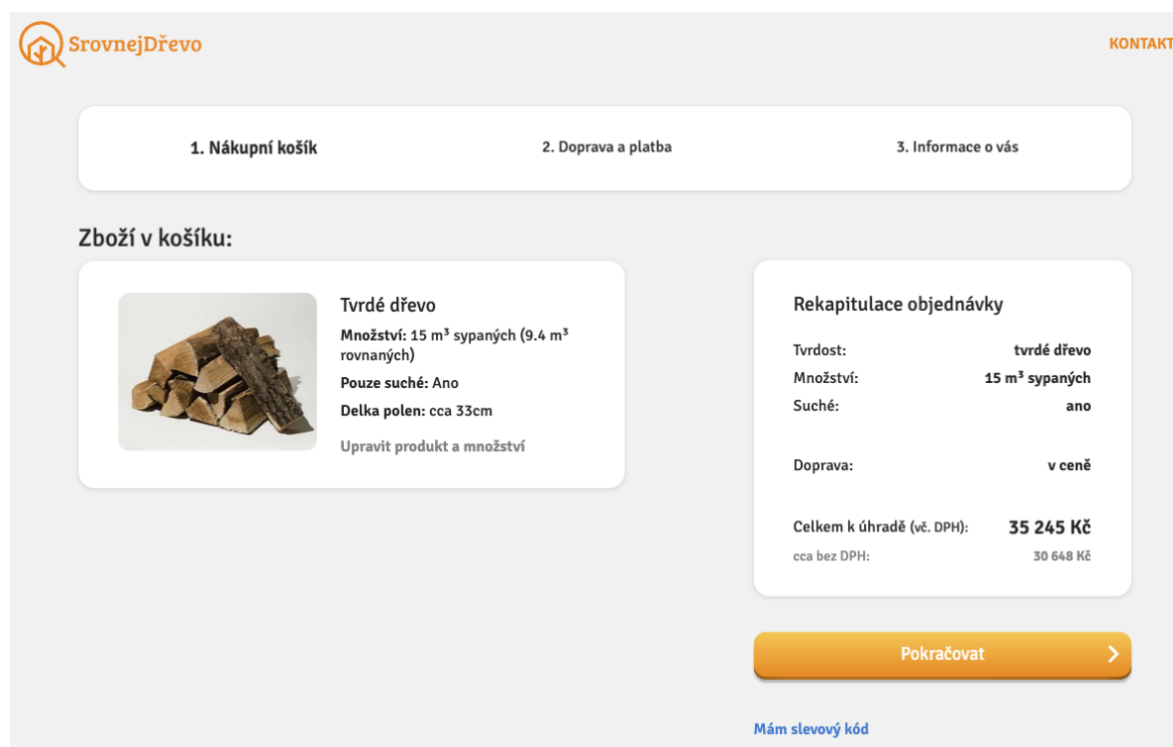 SrovnejDřevo
KONTAKT
1. Nákupní košík
2. Doprava a platba
3. Informace o vás
Zboží v košíku:
Tvrdé dřevo
Množství: 15 m³ sypaných (9.4 m³
rovnaných)
Pouze suché: Ano
Delka polen: cca 33cm
Upravit produkt a množství
Rekapitulace objednávky
Tvrdost: tvrdé dřevo
Množství: 15 m³ sypaných
Suché: ano
Doprava: v ceně
Celkem k úhradě (vč. DPH): 35 245 Kč
cca bez DPH: 30 648 Kč
Pokračovat
Mám slevový kód